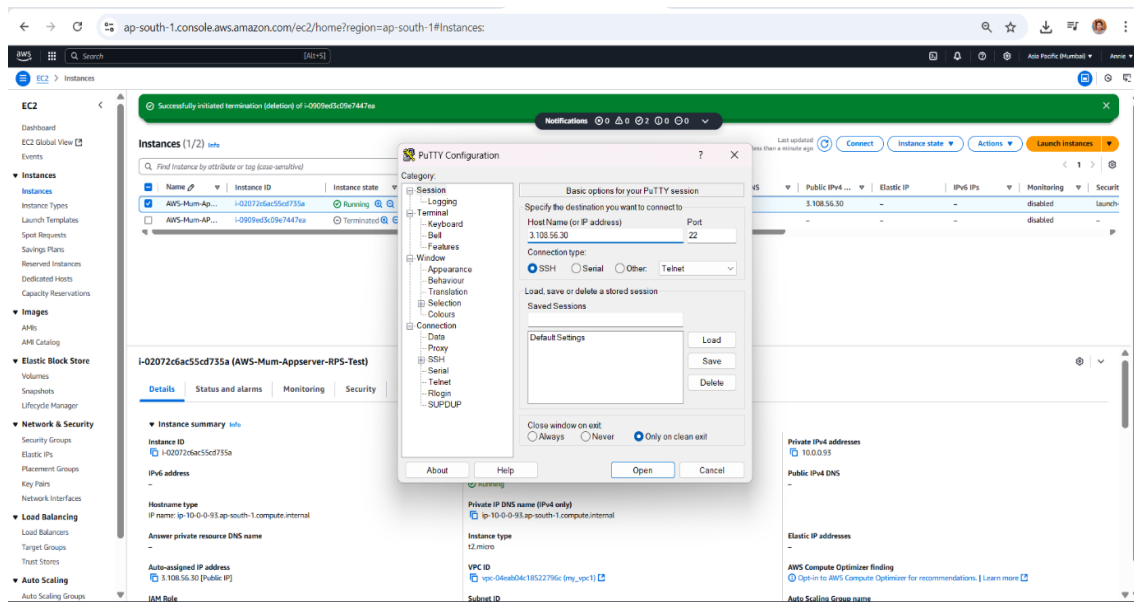 ap-south-1.console.aws.amazon.com/ec2/home?region=ap-south-1#Instances:
aws Search [Alt+S] Asia Pacific (Mumbai) Annie
EC2 > Instances
EC2
Dashboard
EC2 Global View
Events
Instances
Instances
Instance Types
Launch Templates
Spot Requests
Savings Plans
Reserved Instances
Dedicated Hosts
Capacity Reservations
Images
AMIs
AMI Catalog
Elastic Block Store
Volumes
Snapshots
Lifecycle Manager
Network & Security
Security Groups
Elastic IPs
Placement Groups
Key Pairs
Network Interfaces
Load Balancing
Load Balancers
Target Groups
Trust Stores
Auto Scaling
Auto Scaling Groups
Successfully initiated termination (deletion) of i-0909ed3c09e7447ea
Notifications 0 0 2 0 0
Instances (1/2) Info
Last updated
less than a minute ago
Connect Instance state Actions Launch instances
Find Instance by attribute or tag (case-sensitive)
1
Name Instance ID Instance state Public IPv4 ... Elastic IP IPv6 IPs Monitoring Securit
AWS-Mum-Ap... i-02072c6ac55cd735a Running 3.108.56.30 – – disabled launch-
AWS-Mum-AP... i-0909ed3c09e7447ea Terminated – – – disabled –
PuTTY Configuration ? X
Category:
Session
Logging
Terminal
Keyboard
Bell
Features
Window
Appearance
Behaviour
Translation
Selection
Colours
Connection
Data
Proxy
SSH
Serial
Telnet
Rlogin
SUPDUP
Basic options for your PuTTY session
Specify the destination you want to connect to
Host Name (or IP address) Port
3.108.56.30 22
Connection type:
SSH Serial Other: Telnet
Load, save or delete a stored session
Saved Sessions
Default Settings
Load
Save
Delete
Close window on exit:
Always Never Only on clean exit
About Help Open Cancel
i-02072c6ac55cd735a (AWS-Mum-Appserver-RPS-Test)
Details Status and alarms Monitoring Security
Instance summary Info
Instance ID
i-02072c6ac55cd735a
IPv6 address
–
Hostname type
IP name: ip-10-0-0-93.ap-south-1.compute.internal
Answer private resource DNS name
–
Auto-assigned IP address
3.108.56.30 [Public IP]
IAM Role
Running
Private IP DNS name (IPv4 only)
ip-10-0-0-93.ap-south-1.compute.internal
Instance type
t2.micro
VPC ID
vpc-04eab04c18522796c (my_vpc1)
Subnet ID
Private IPv4 addresses
10.0.0.93
Public IPv4 DNS
–
Elastic IP addresses
–
AWS Compute Optimizer finding
Opt-in to AWS Compute Optimizer for recommendations. | Learn more
Auto Scaling Group name